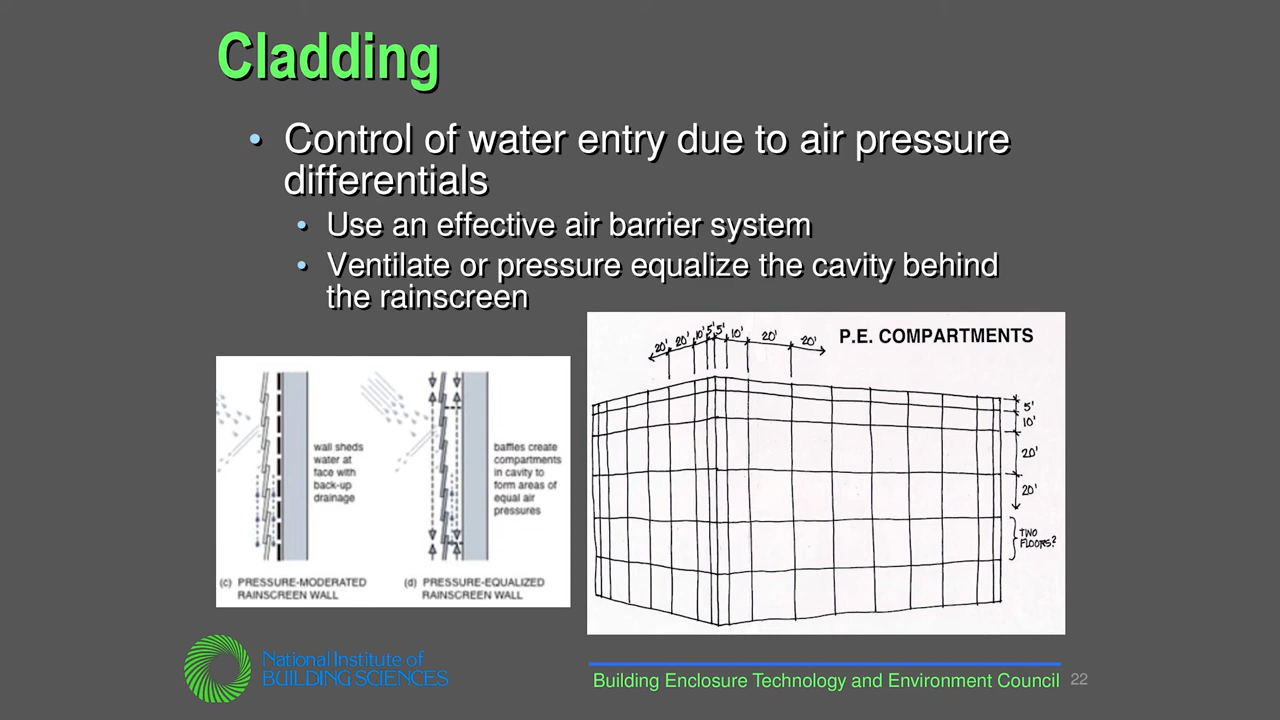 Cladding
• Control of water entry due to air pressure
differentials
• Use an effective air barrier system
• Ventilate or pressure equalize the cavity behind
the rainscreen
wall sheds
water at
face with
back-up
drainage
(c) PRESSURE-MODERATED
RAINSCREEN WALL
baffles create
compartments
in cavity to
form areas of
equal air
pressures
(d) PRESSURE-EQUALIZED
RAINSCREEN WALL
P.E. COMPARTMENTS
20' 20' 10' 5' 5' 10' 20' 20'
5'
10'
20'
20'
TWO
FLOORS?
National Institute of
BUILDING SCIENCES
Building Enclosure Technology and Environment Council 22